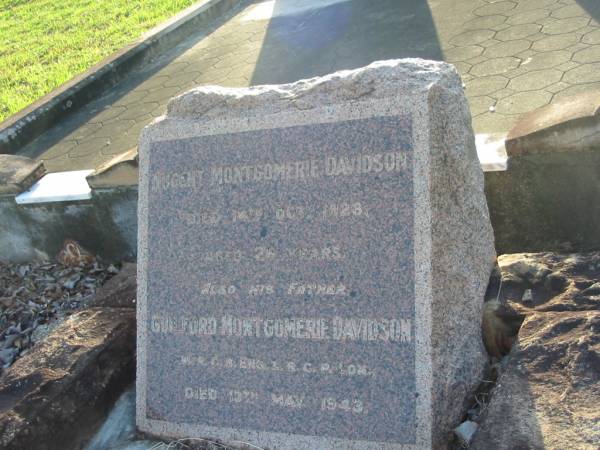 NUGENT MONTGOMERIE DAVIDSON
DIED 14TH OCT. 1928.
AGED 24 YEARS.
ALSO HIS FATHER
GUILFORD MONTGOMERIE DAVIDSON
M.R.C.S. ENG. L.R.C.P. LON.
DIED 13TH MAY 1943.